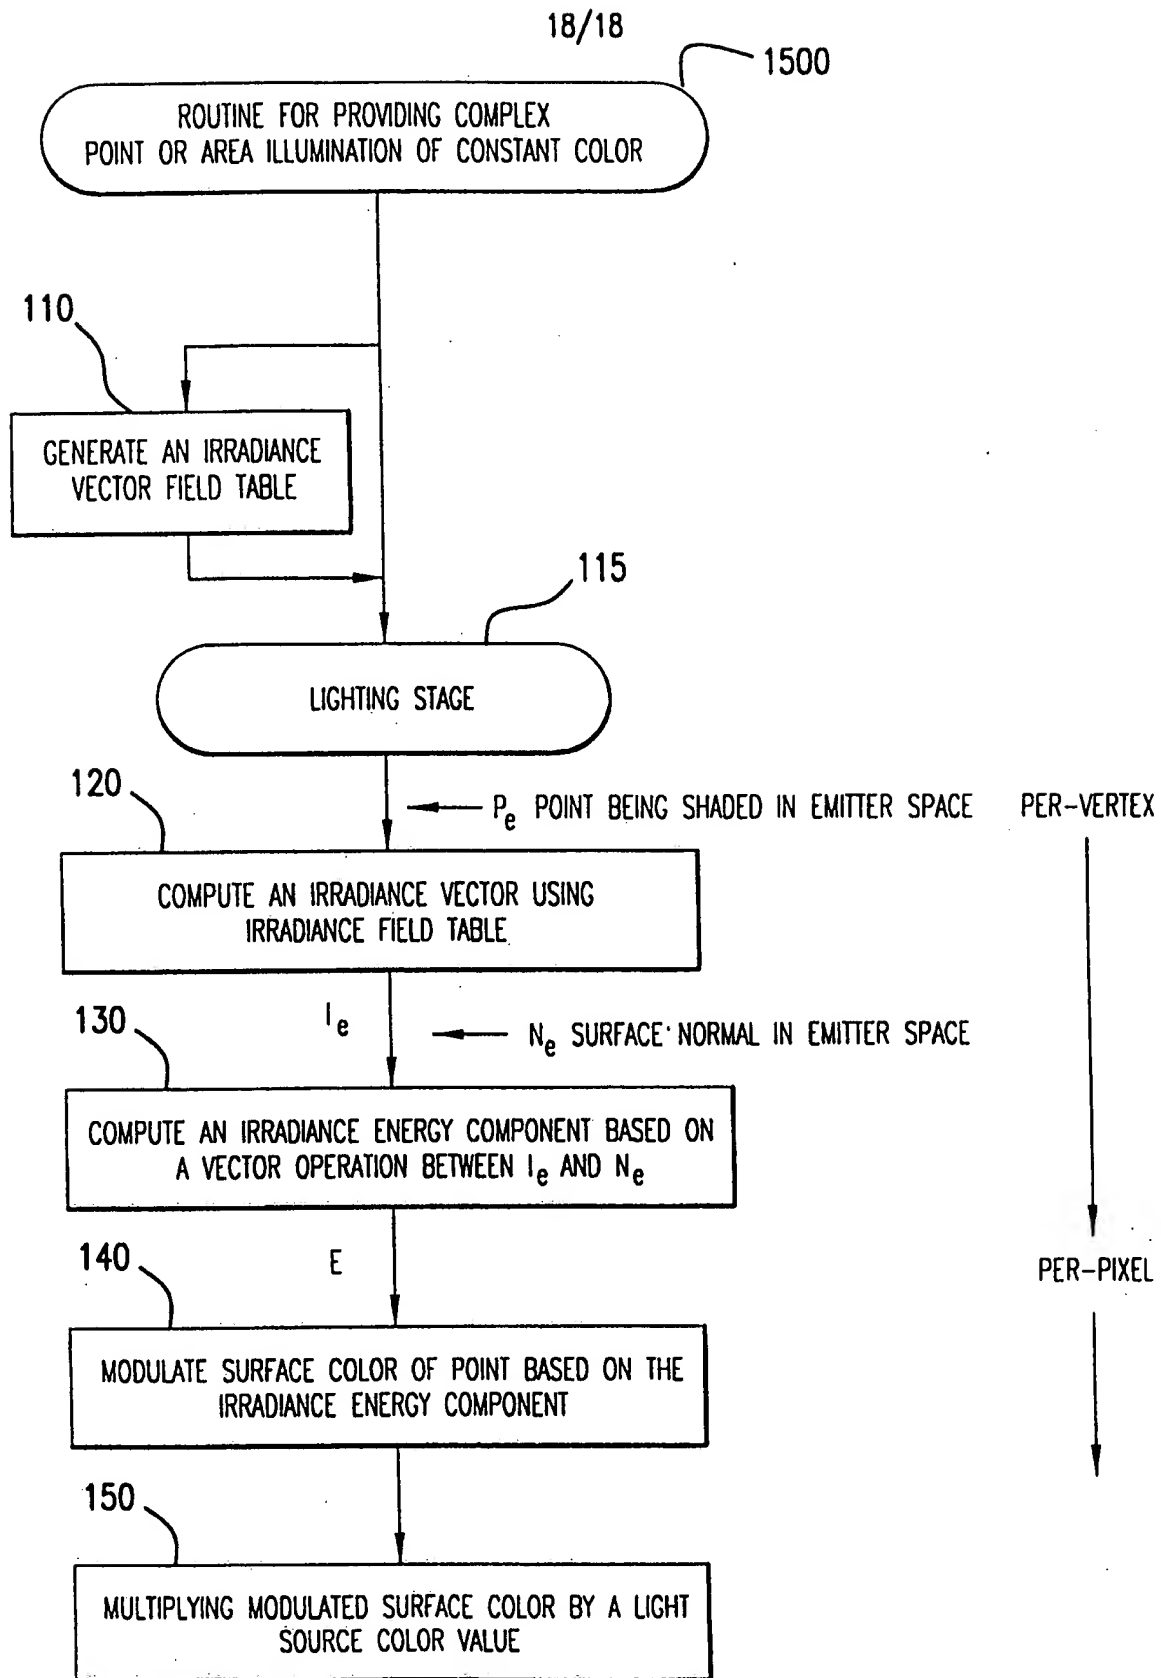 18/18
1500
ROUTINE FOR PROVIDING COMPLEX
POINT OR AREA ILLUMINATION OF CONSTANT COLOR
110
GENERATE AN IRRADIANCE
VECTOR FIELD TABLE
115
LIGHTING STAGE
120
Pe POINT BEING SHADED IN EMITTER SPACE
PER-VERTEX
COMPUTE AN IRRADIANCE VECTOR USING
IRRADIANCE FIELD TABLE
130
Ie
Ne SURFACE NORMAL IN EMITTER SPACE
COMPUTE AN IRRADIANCE ENERGY COMPONENT BASED ON
A VECTOR OPERATION BETWEEN Ie AND Ne
140
E
PER-PIXEL
MODULATE SURFACE COLOR OF POINT BASED ON THE
IRRADIANCE ENERGY COMPONENT
150
MULTIPLYING MODULATED SURFACE COLOR BY A LIGHT
SOURCE COLOR VALUE